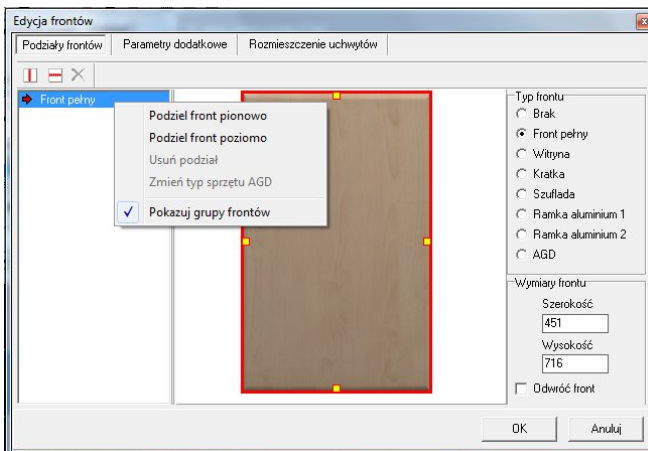 Edycja frontów
Podziały frontów
Parametry dodatkowe
Rozmieszczenie uchwytów
Front pełny
Podziel front pionowo
Podziel front poziomo
Usuń podział
Zmień typ sprzętu AGD
Pokazuj grupy frontów
Typ frontu
Brak
Front pełny
Witryna
Kratka
Szuflada
Ramka aluminium 1
Ramka aluminium 2
AGD
Wymiary frontu
Szerokość
451
Wysokość
716
Odwróć front
OK
Anuluj